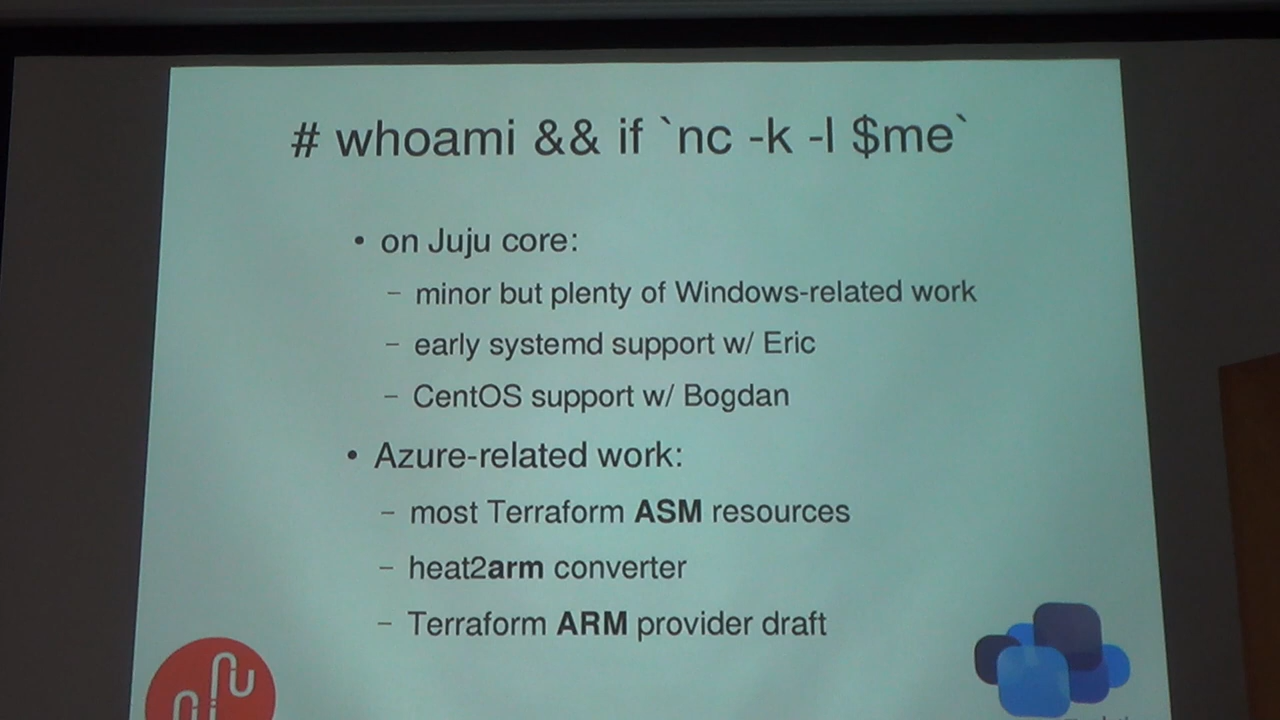 # whoami && if `nc -k -l $me`
• on Juju core:
– minor but plenty of Windows-related work
– early systemd support w/ Eric
– CentOS support w/ Bogdan
• Azure-related work:
– most Terraform ASM resources
– heat2arm converter
– Terraform ARM provider draft